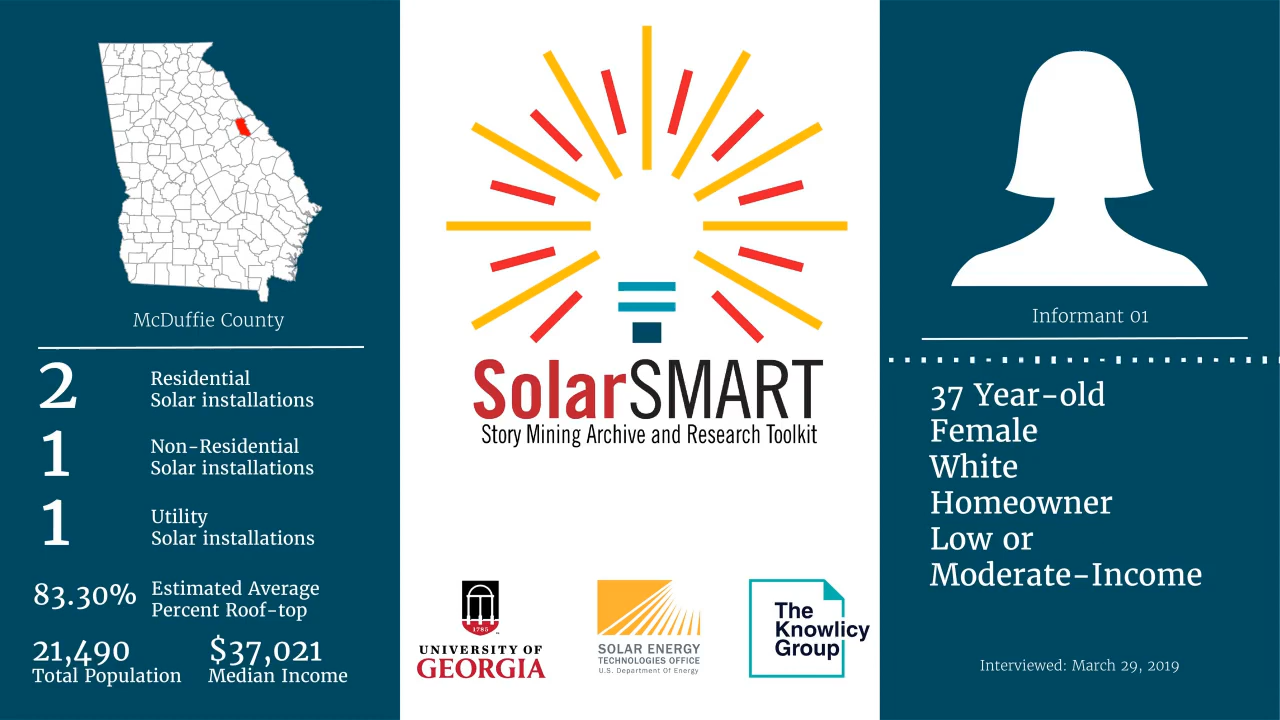 McDuffie County
2
Residential
Solar installations
1
Non-Residential
Solar installations
1
Utility
Solar installations
83.30%
Estimated Average
Percent Roof-top
21,490
Total Population
$37,021
Median Income
SolarSMART
Story Mining Archive and Research Toolkit
1785
UNIVERSITY OF
GEORGIA
SOLAR ENERGY
TECHNOLOGIES OFFICE
U.S. Department Of Energy
The
Knowlicy
Group
Informant 01
37 Year-old
Female
White
Homeowner
Low or
Moderate-Income
Interviewed: March 29, 2019